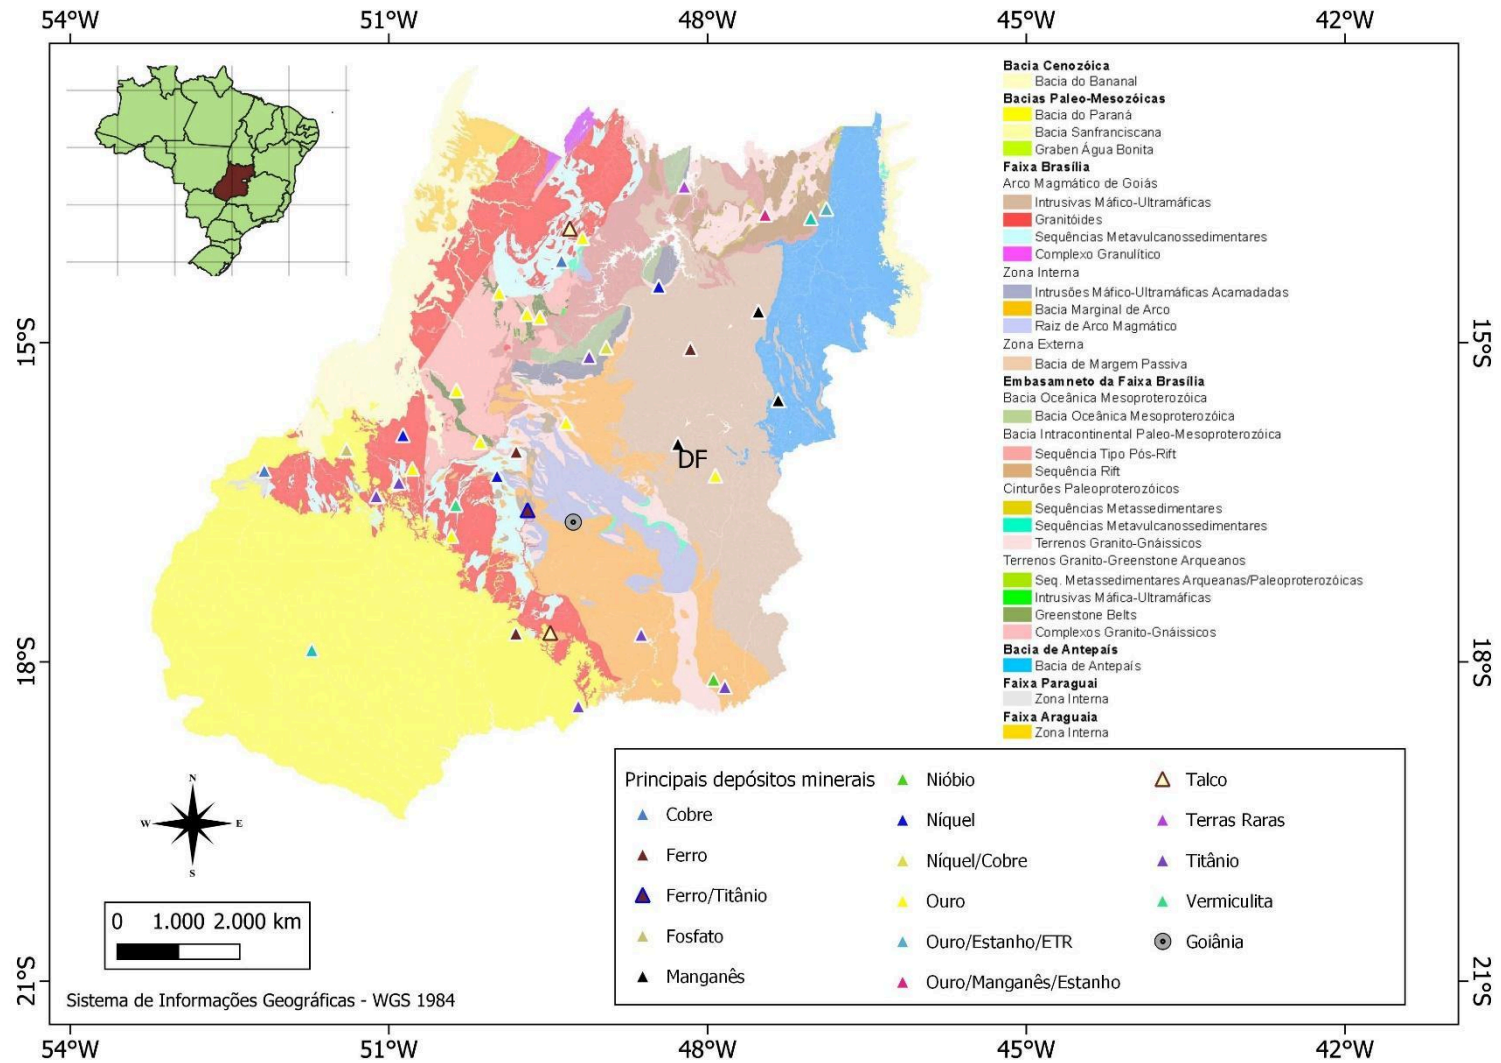 54°W 51°W 48°W 45°W 42°W
Bacia Cenozóica
Bacia do Bananal
Bacias Paleo-Mesozóicas
Bacia do Paraná
Bacia Sanfranciscana
Graben Água Bonita
Faixa Brasília
Arco Magmático de Goiás
Intrusivas Máfico-Ultramáficas
Granitóides
Sequências Metavulcanossedimentares
Complexo Granulítico
Zona Interna
Intrusões Máfico-Ultramáficas Acamadadas
Bacia Marginal de Arco
Raiz de Arco Magmático
Zona Externa
Bacia de Margem Passiva
Embasamneto da Faixa Brasília
Bacia Oceânica Mesoproterozóica
Bacia Oceânica Mesoproterozóica
Bacia Intracontinental Paleo-Mesoproterozóica
Sequência Tipo Pós-Rift
Sequência Rift
Cinturões Paleoproterozóicos
Sequências Metassedimentares
Sequências Metavulcanossedimentares
Terrenos Granito-Gnáissicos
Terrenos Granito-Greenstone Arqueanos
Seq. Metassedimentares Arqueanas/Paleoproterozóicas
Intrusivas Máfica-Ultramáficas
Greenstone Belts
Complexos Granito-Gnáissicos
Bacia de Antepaís
Bacia de Antepaís
Faixa Paraguai
Zona Interna
Faixa Araguaia
Zona Interna
15°S 15°S
DF
18°S 18°S
N
W E
S
Principais depósitos minerais
Cobre
Ferro
Ferro/Titânio
Fosfato
Manganês
Nióbio
Níquel
Níquel/Cobre
Ouro
Ouro/Estanho/ETR
Ouro/Manganês/Estanho
Talco
Terras Raras
Titânio
Vermiculita
Goiânia
0 1.000 2.000 km
21°S 21°S
Sistema de Informações Geográficas - WGS 1984
54°W 51°W 48°W 45°W 42°W